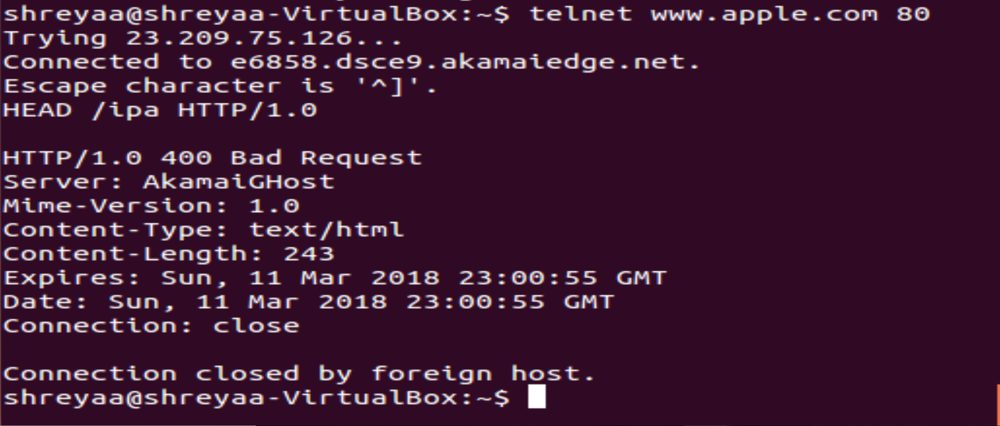 shreyaa@shreyaa-VirtualBox:~$ telnet www.apple.com 80
Trying 23.209.75.126...
Connected to e6858.dsce9.akamaiedge.net.
Escape character is '^]'.
HEAD /ipa HTTP/1.0
HTTP/1.0 400 Bad Request
Server: AkamaiGHost
Mime-Version: 1.0
Content-Type: text/html
Content-Length: 243
Expires: Sun, 11 Mar 2018 23:00:55 GMT
Date: Sun, 11 Mar 2018 23:00:55 GMT
Connection: close
Connection closed by foreign host.
shreyaa@shreyaa-VirtualBox:~$